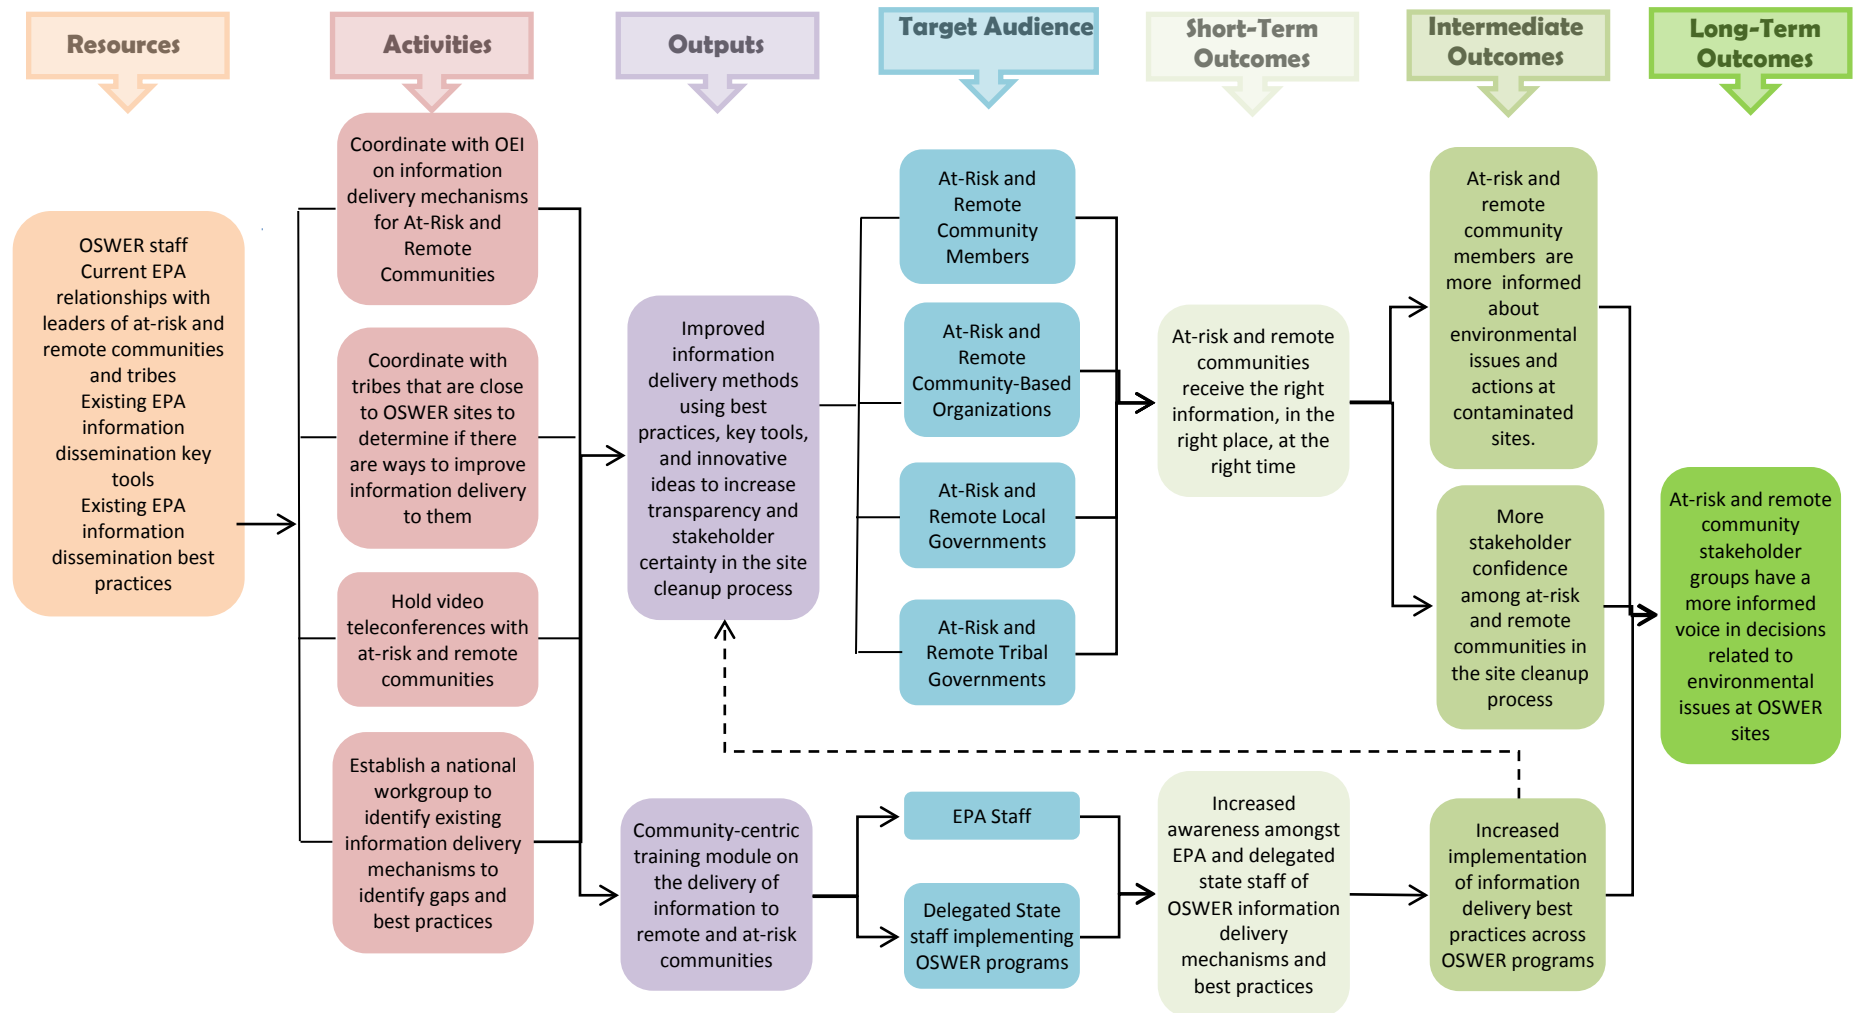 Resources
Activities
Outputs
Target Audience
Short-Term
Outcomes
Intermediate
Outcomes
Long-Term
Outcomes
OSWER staff
Current EPA
relationships with
leaders of at-risk and
remote communities
and tribes
Existing EPA
information
dissemination key
tools
Existing EPA
information
dissemination best
practices
Coordinate with OEI
on information
delivery mechanisms
for At-Risk and
Remote
Communities
Coordinate with
tribes that are close
to OSWER sites to
determine if there
are ways to improve
information delivery
to them
Hold video
teleconferences with
at-risk and remote
communities
Establish a national
workgroup to
identify existing
information delivery
mechanisms to
identify gaps and
best practices
Improved
information
delivery methods
using best
practices, key tools,
and innovative
ideas to increase
transparency and
stakeholder
certainty in the site
cleanup process
Community-centric
training module on
the delivery of
information to
remote and at-risk
communities
At-Risk and
Remote
Community
Members
At-Risk and
Remote
Community-Based
Organizations
At-Risk and
Remote Local
Governments
At-Risk and
Remote Tribal
Governments
EPA Staff
Delegated State
staff implementing
OSWER programs
At-risk and remote
communities
receive the right
information, in the
right place, at the
right time
Increased
awareness amongst
EPA and delegated
state staff of
OSWER information
delivery
mechanisms and
best practices
At-risk and
remote
community
members are
more informed
about
environmental
issues and
actions at
contaminated
sites.
More
stakeholder
confidence
among at-risk
and remote
communities in
the site cleanup
process
Increased
implementation
of information
delivery best
practices across
OSWER programs
At-risk and remote
community
stakeholder
groups have a
more informed
voice in decisions
related to
environmental
issues at OSWER
sites